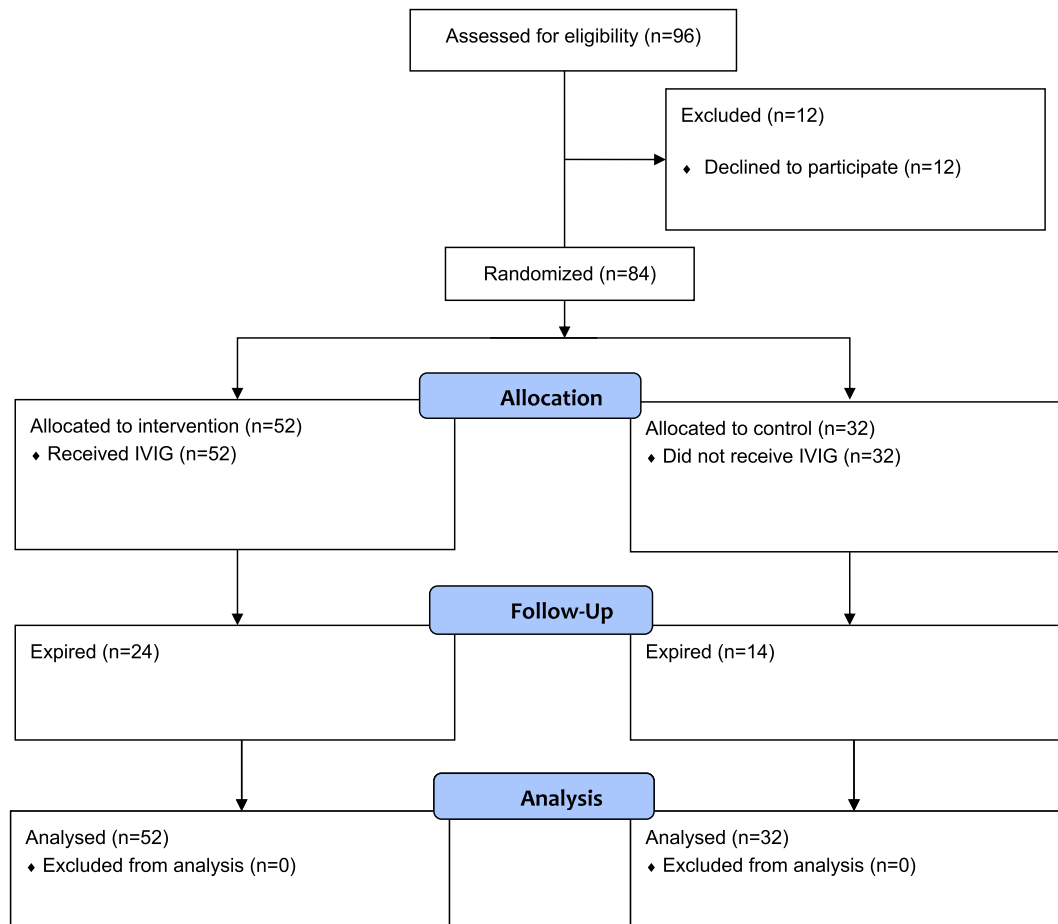 Assessed for eligibility (n=96)
Excluded (n=12)
♦ Declined to participate (n=12)
Randomized (n=84)
Allocation
Allocated to intervention (n=52)
♦ Received IVIG (n=52)
Allocated to control (n=32)
♦ Did not receive IVIG (n=32)
Follow-Up
Expired (n=24)
Expired (n=14)
Analysis
Analysed (n=52)
♦ Excluded from analysis (n=0)
Analysed (n=32)
♦ Excluded from analysis (n=0)